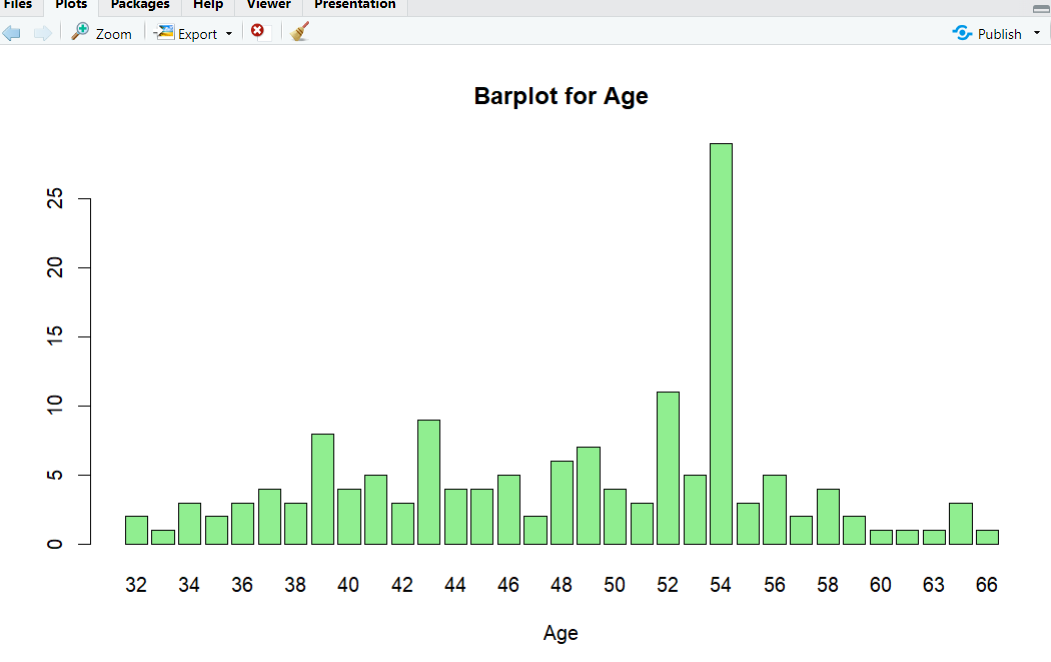 Files Plots Packages Help Viewer Presentation
Zoom Export Publish
Barplot for Age
25
20
15
10
5
0
32 34 36 38 40 42 44 46 48 50 52 54 56 58 60 63 66
Age